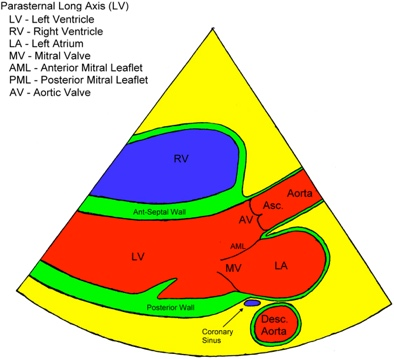 Parasternal Long Axis (LV)
LV - Left Ventricle
RV - Right Ventricle
LA - Left Atrium
MV - Mitral Valve
AML - Anterior Mitral Leaflet
PML - Posterior Mitral Leaflet
AV - Aortic Valve
RV
Aorta
Asc.
Ant-Septal Wall
AV
AML
LV
MV
LA
Posterior Wall
Coronary
Sinus
Desc.
Aorta